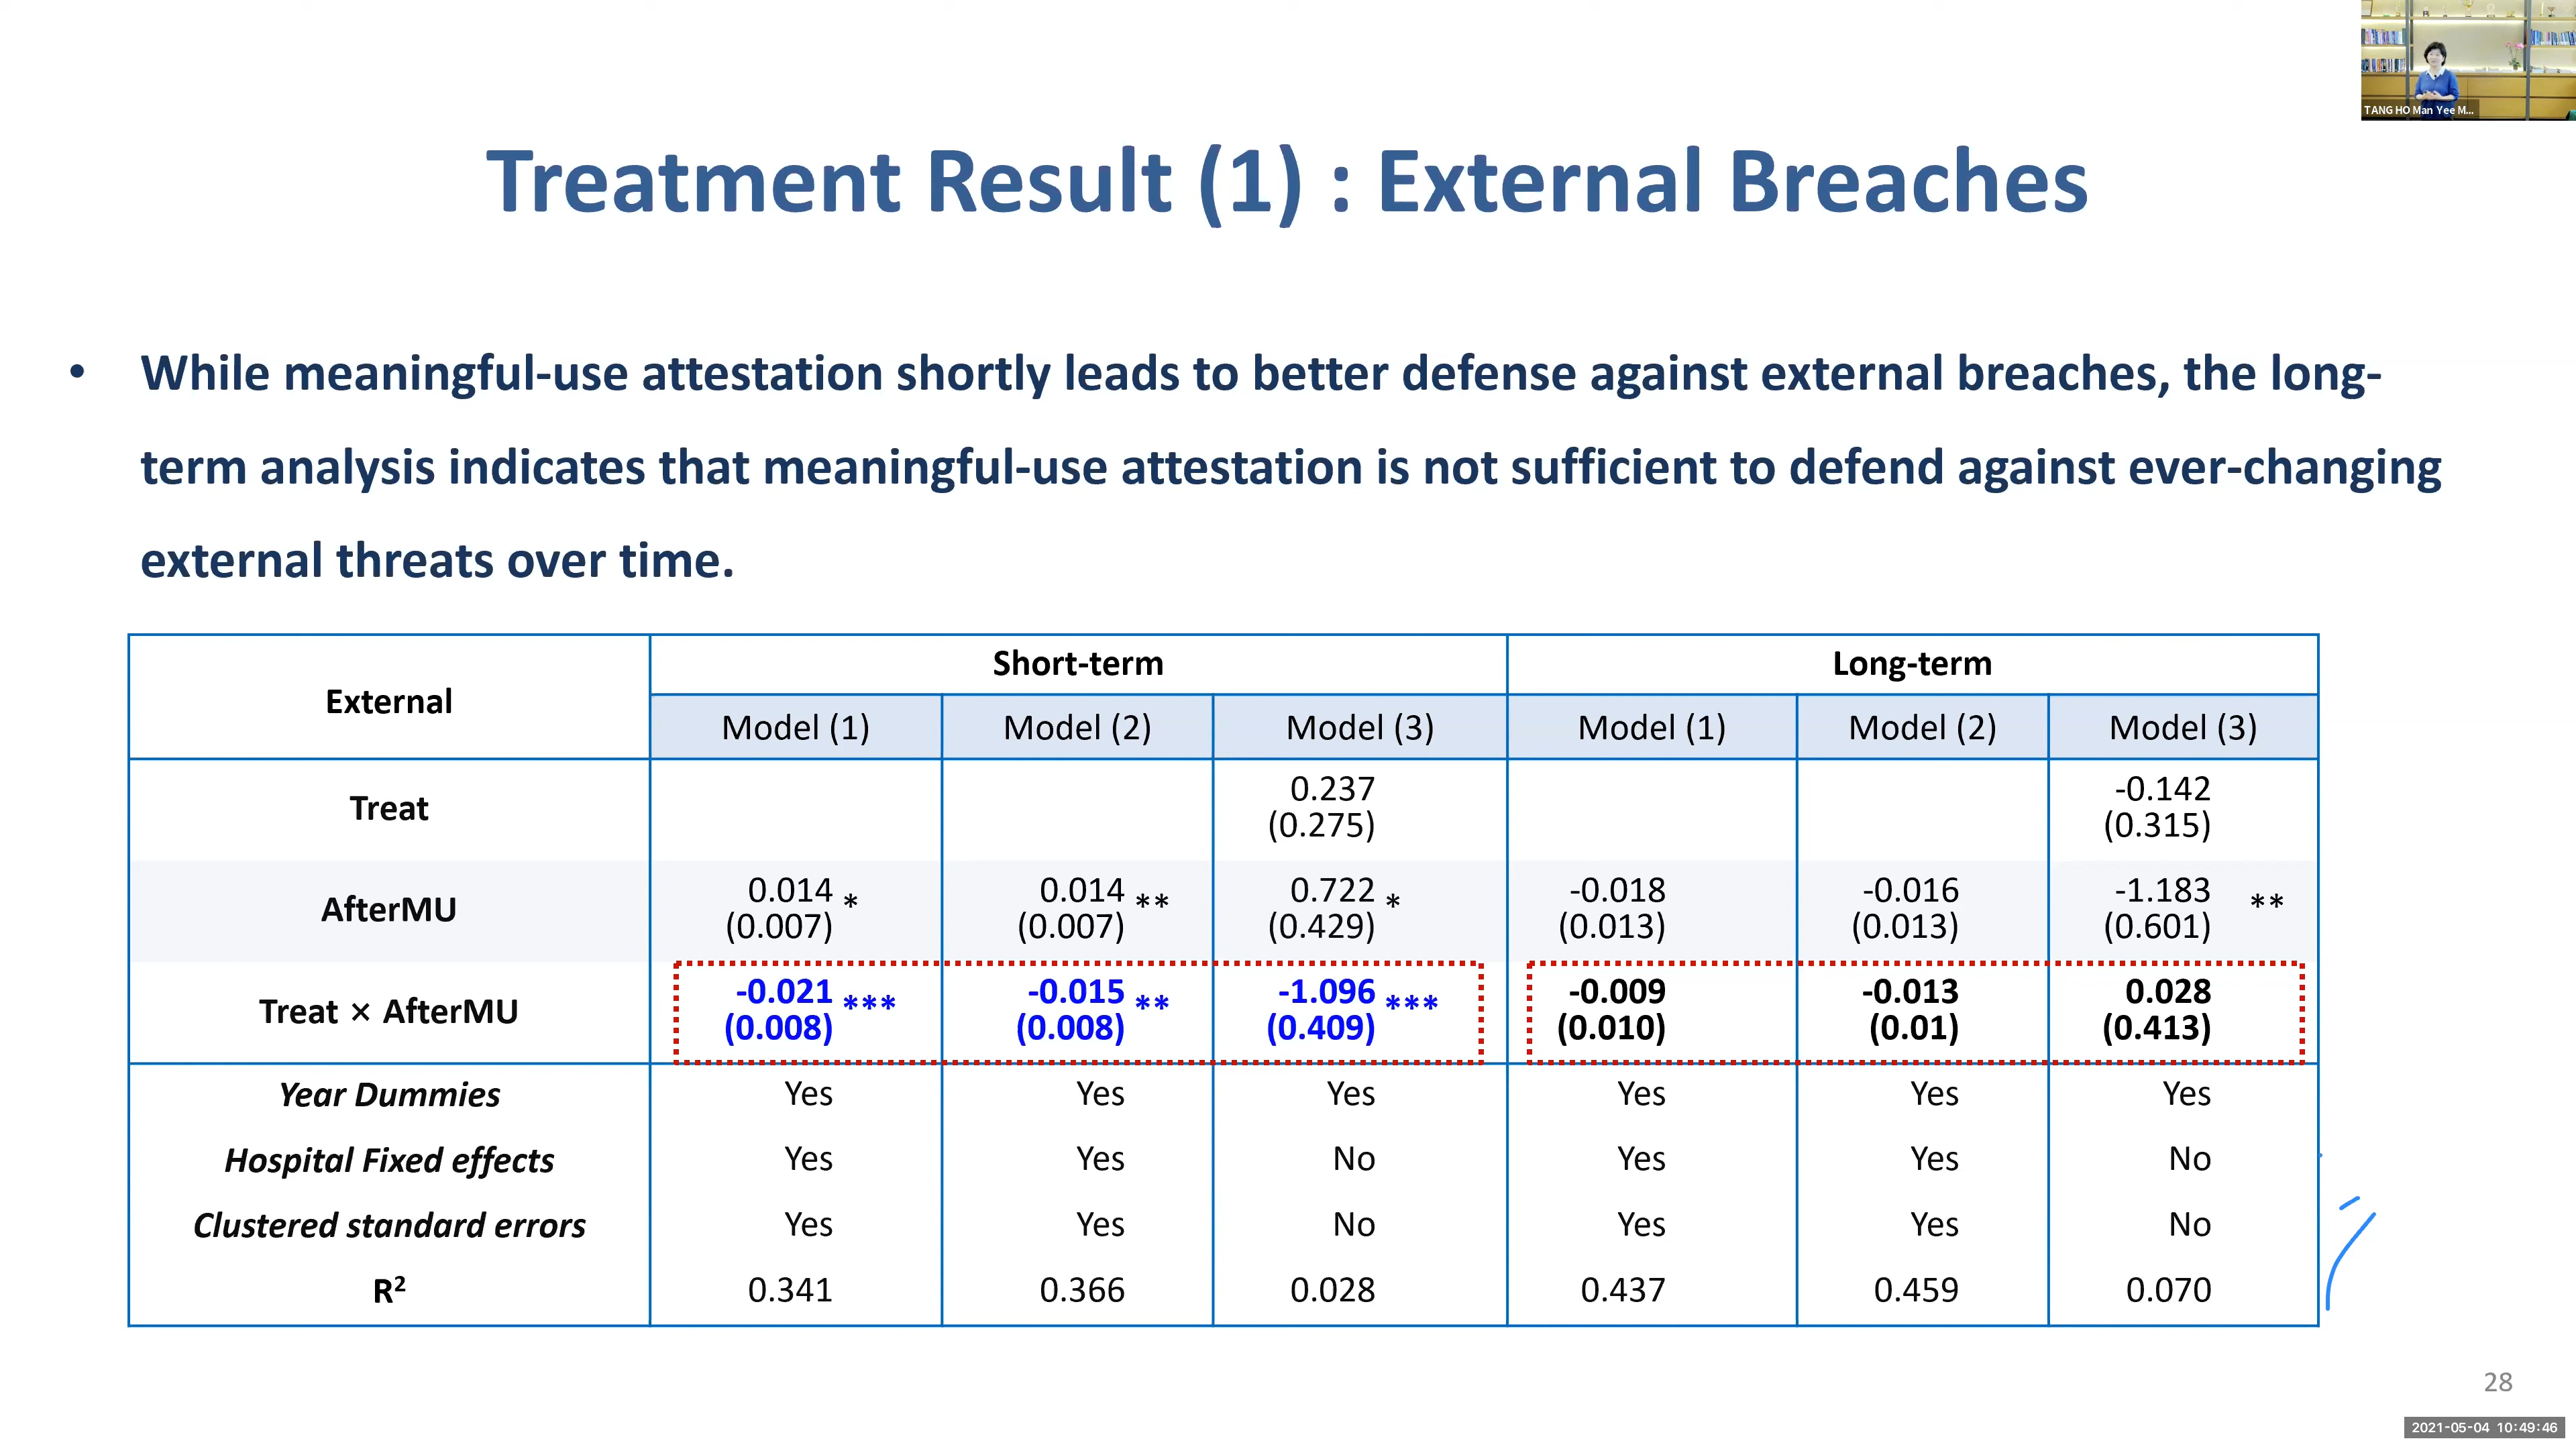 TANG HO Man Yee M...
Treatment Result (1) : External Breaches
• While meaningful-use attestation shortly leads to better defense against external breaches, the long-
term analysis indicates that meaningful-use attestation is not sufficient to defend against ever-changing
external threats over time.
External Short-term Long-term
Model (1) Model (2) Model (3) Model (1) Model (2) Model (3)
Treat 0.237 -0.142
(0.275) (0.315)
AfterMU 0.014 * 0.014 ** 0.722 * -0.018 -0.016 -1.183 **
(0.007) (0.007) (0.429) (0.013) (0.013) (0.601)
Treat × AfterMU -0.021 *** -0.015 ** -1.096 *** -0.009 -0.013 0.028
(0.008) (0.008) (0.409) (0.010) (0.01) (0.413)
Year Dummies Yes Yes Yes Yes Yes Yes
Hospital Fixed effects Yes Yes No Yes Yes No
Clustered standard errors Yes Yes No Yes Yes No
R² 0.341 0.366 0.028 0.437 0.459 0.070
28
2021-05-04 10:49:46